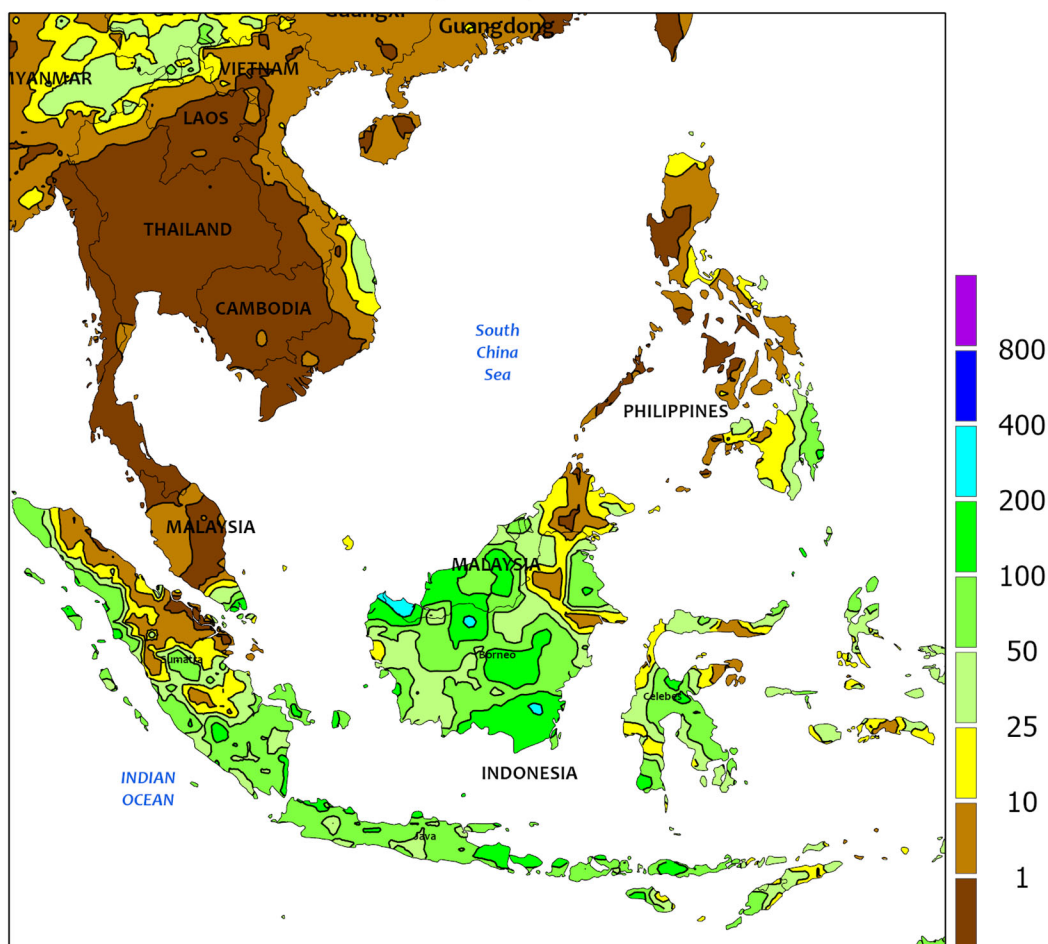 Guangxi
Guangdong
MYANMAR
VIETNAM
LAOS
THAILAND
CAMBODIA
South
China
Sea
PHILIPPINES
MALAYSIA
MALAYSIA
Sumatra
Borneo
Celebes
INDONESIA
INDIAN
OCEAN
Java
800
400
200
100
50
25
10
1